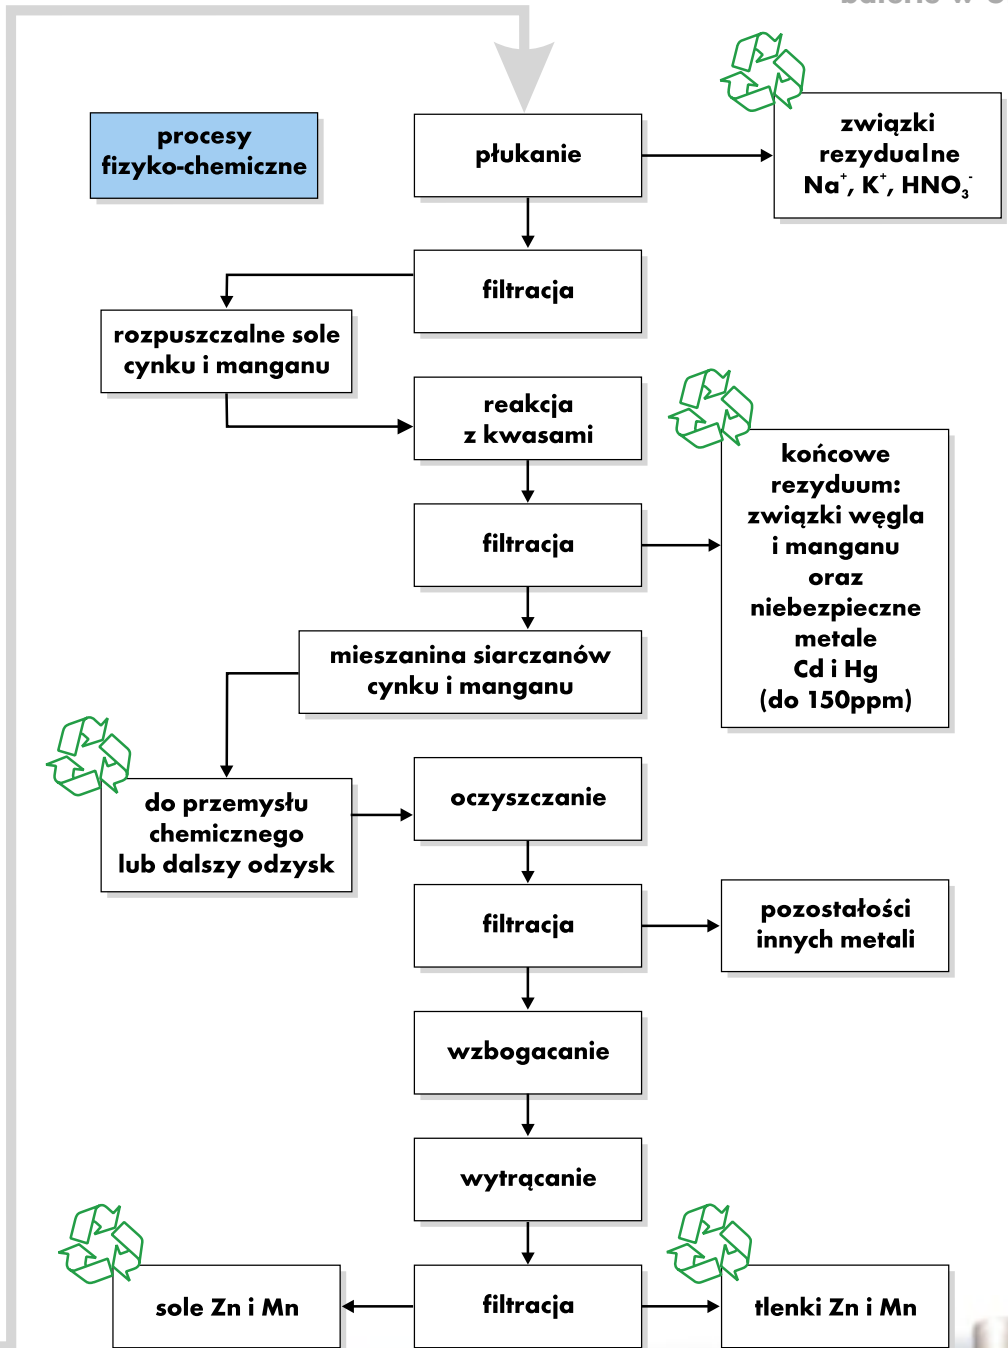 baterie w
procesy
fizyko-chemiczne
płukanie
związki
rezydualne
Na⁺, K⁺, HNO₃⁻
filtracja
rozpuszczalne sole
cynku i manganu
reakcja
z kwasami
filtracja
końcowe
rezyduum:
związki węgla
i manganu
oraz
niebezpieczne
metale
Cd i Hg
(do 150ppm)
mieszanina siarczanów
cynku i manganu
do przemysłu
chemicznego
lub dalszy odzysk
oczyszczanie
filtracja
pozostałości
innych metali
wzbogacanie
wytrącanie
sole Zn i Mn
filtracja
tlenki Zn i Mn